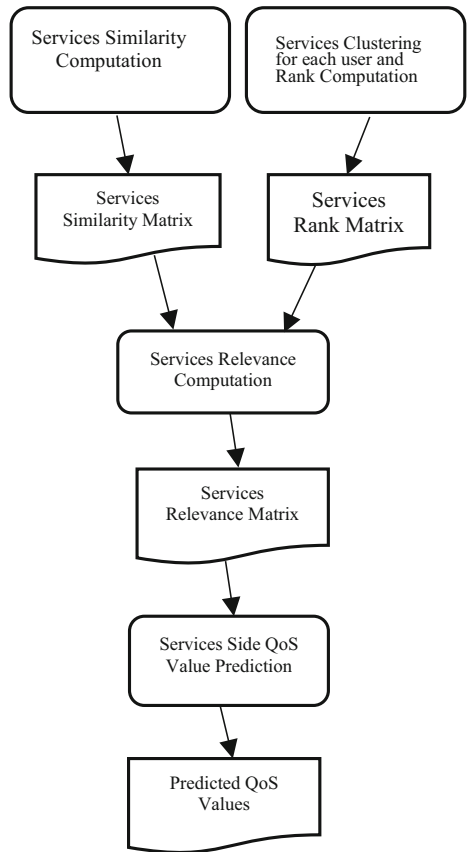 Services Similarity
Computation
Services Clustering
for each user and
Rank Computation
Services
Similarity Matrix
Services
Rank Matrix
Services Relevance
Computation
Services
Relevance Matrix
Services Side QoS
Value Prediction
Predicted QoS
Values